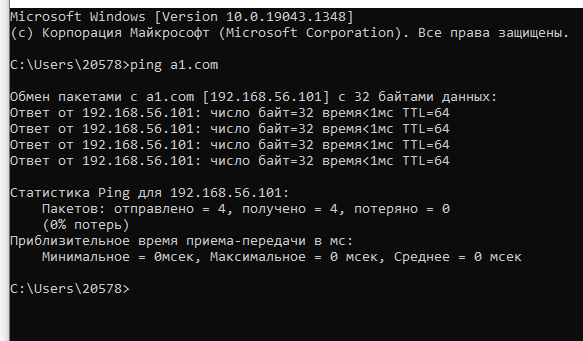 Microsoft Windows [Version 10.0.19043.1348]
(c) Корпорация Майкрософт (Microsoft Corporation). Все права защищены.
C:\Users\20578>ping a1.com
Обмен пакетами с a1.com [192.168.56.101] с 32 байтами данных:
Ответ от 192.168.56.101: число байт=32 время<1мс TTL=64
Ответ от 192.168.56.101: число байт=32 время<1мс TTL=64
Ответ от 192.168.56.101: число байт=32 время<1мс TTL=64
Ответ от 192.168.56.101: число байт=32 время<1мс TTL=64
Статистика Ping для 192.168.56.101:
Пакетов: отправлено = 4, получено = 4, потеряно = 0
(0% потерь)
Приблизительное время приема-передачи в мс:
Минимальное = 0мсек, Максимальное = 0 мсек, Среднее = 0 мсек
C:\Users\20578>